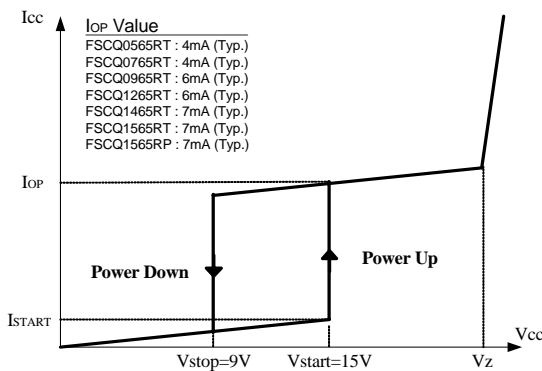 Icc
IOP Value
FSCQ0565RT : 4mA (Typ.)
FSCQ0765RT : 4mA (Typ.)
FSCQ0965RT : 6mA (Typ.)
FSCQ1265RT : 6mA (Typ.)
FSCQ1465RT : 7mA (Typ.)
FSCQ1565RT : 7mA (Typ.)
FSCQ1565RP : 7mA (Typ.)
IOP
Power Down
Power Up
ISTART
Vcc
Vstop=9V
Vstart=15V
Vz